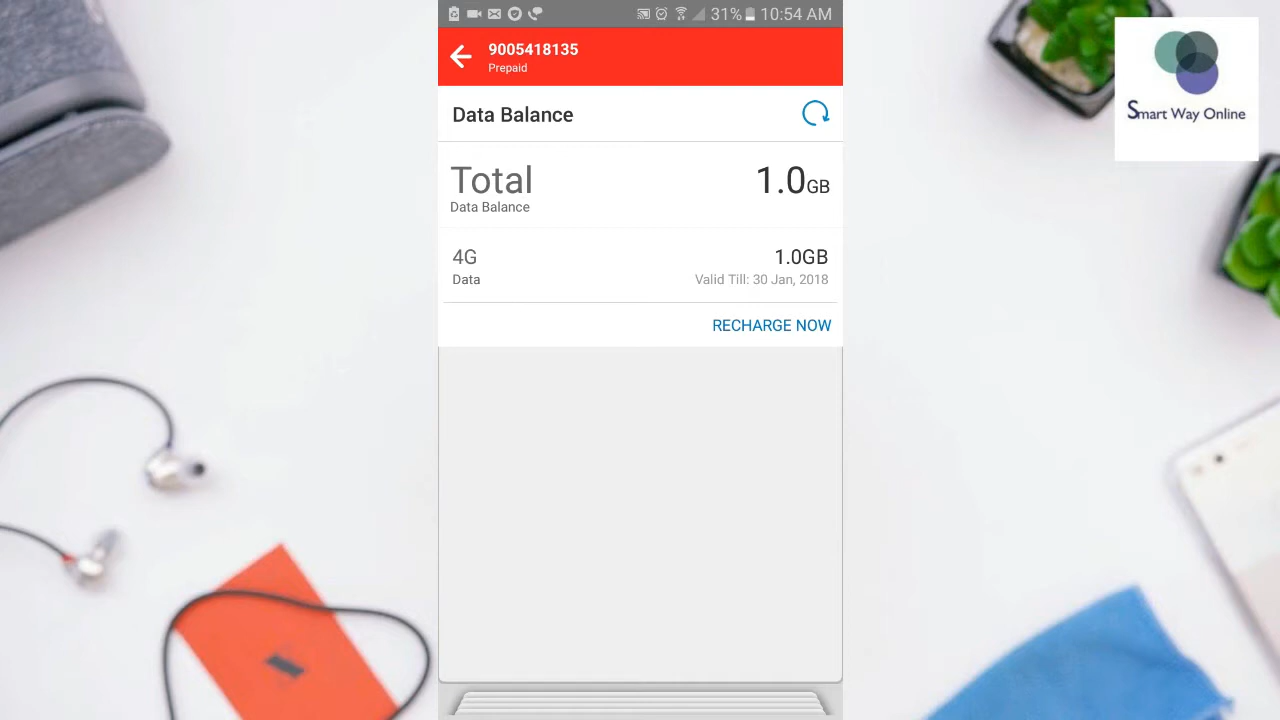 31% 10:54 AM
9005418135
Prepaid
Data Balance
Total
1.0GB
Data Balance
4G
1.0GB
Data
Valid Till: 30 Jan, 2018
RECHARGE NOW
Smart Way Online